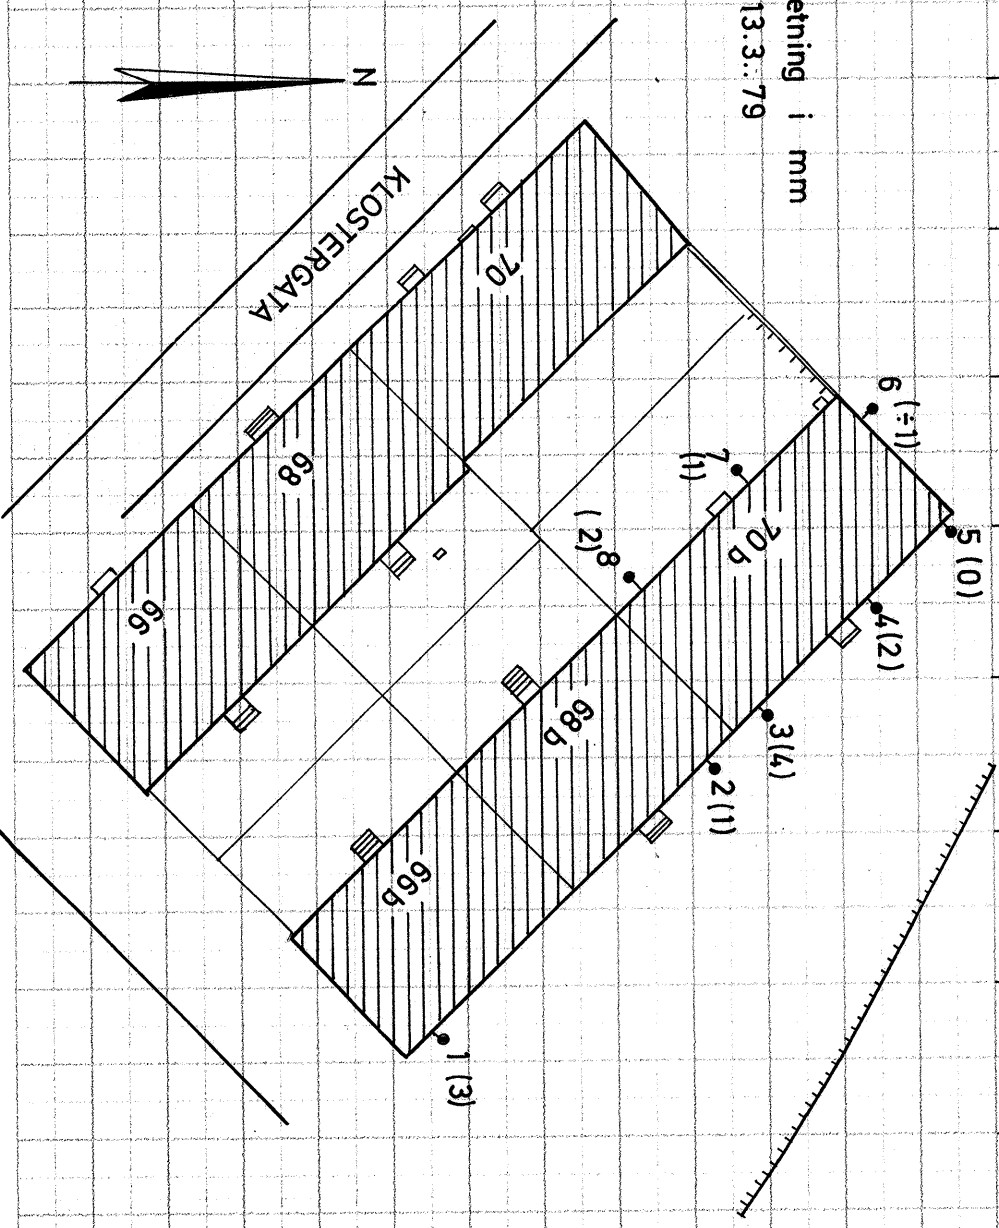 etning i mm
13.3.79
N
KLOSTERGATA
70
68
66
70 b
68 b
66 b
6 (÷1)
5 (0)
4 (2)
3 (4)
2 (1)
1 (3)
7
(1)
8
(2)